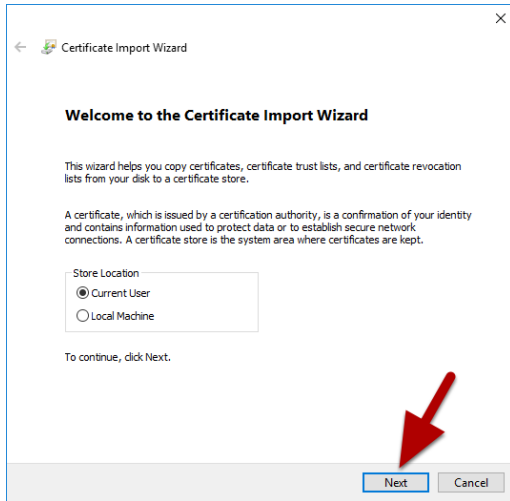 Certificate Import Wizard
Welcome to the Certificate Import Wizard
This wizard helps you copy certificates, certificate trust lists, and certificate revocation
lists from your disk to a certificate store.
A certificate, which is issued by a certification authority, is a confirmation of your identity
and contains information used to protect data or to establish secure network
connections. A certificate store is the system area where certificates are kept.
Store Location
Current User
Local Machine
To continue, click Next.
Next
Cancel